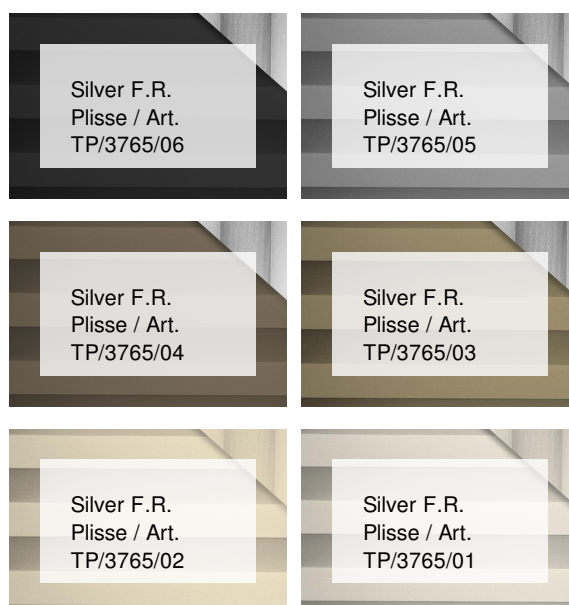 Silver F.R.
Plisse / Art.
TP/3765/06
Silver F.R.
Plisse / Art.
TP/3765/05
Silver F.R.
Plisse / Art.
TP/3765/04
Silver F.R.
Plisse / Art.
TP/3765/03
Silver F.R.
Plisse / Art.
TP/3765/02
Silver F.R.
Plisse / Art.
TP/3765/01